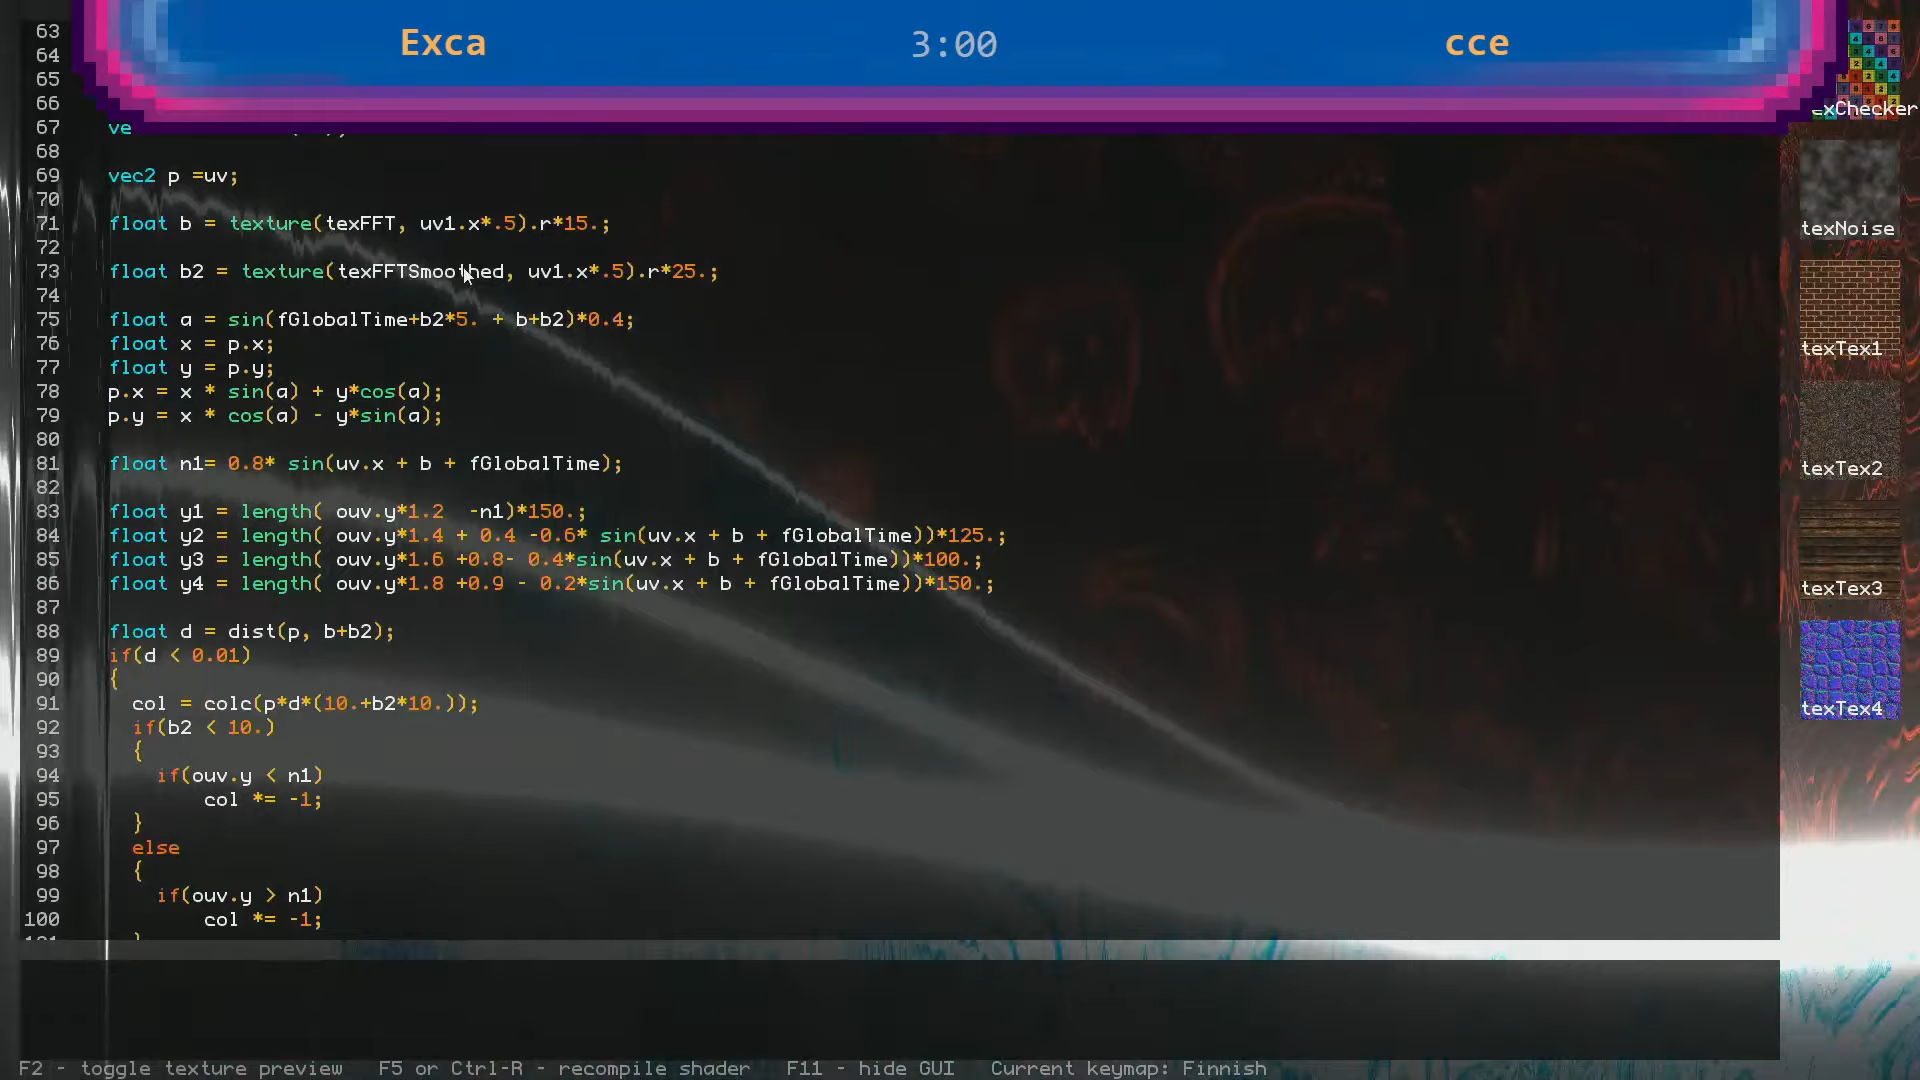 Exca 3:00 cce
63
64
65
66
67 ve
68
69 vec2 p =uv;
70
71 float b = texture(texFFT, uv1.x*.5).r*15.;
72
73 float b2 = texture(texFFTSmoothed, uv1.x*.5).r*25.;
74
75 float a = sin(fGlobalTime+b2*5. + b+b2)*0.4;
76 float x = p.x;
77 float y = p.y;
78 p.x = x * sin(a) + y*cos(a);
79 p.y = x * cos(a) - y*sin(a);
80
81 float n1= 0.8* sin(uv.x + b + fGlobalTime);
82
83 float y1 = length( ouv.y*1.2  -n1)*150.;
84 float y2 = length( ouv.y*1.4 + 0.4 -0.6* sin(uv.x + b + fGlobalTime))*125.;
85 float y3 = length( ouv.y*1.6 +0.8- 0.4*sin(uv.x + b + fGlobalTime))*100.;
86 float y4 = length( ouv.y*1.8 +0.9 - 0.2*sin(uv.x + b + fGlobalTime))*150.;
87
88 float d = dist(p, b+b2);
89 if(d < 0.01)
90 {
91   col = colc(p*d*(10.+b2*10.));
92   if(b2 < 10.)
93   {
94     if(ouv.y < n1)
95         col *= -1;
96   }
97   else
98   {
99     if(ouv.y > n1)
100         col *= -1;
exChecker
texNoise
texTex1
texTex2
texTex3
texTex4
F2 - toggle texture preview   F5 or Ctrl-R - recompile shader   F11 - hide GUI   Current keymap: Finnish